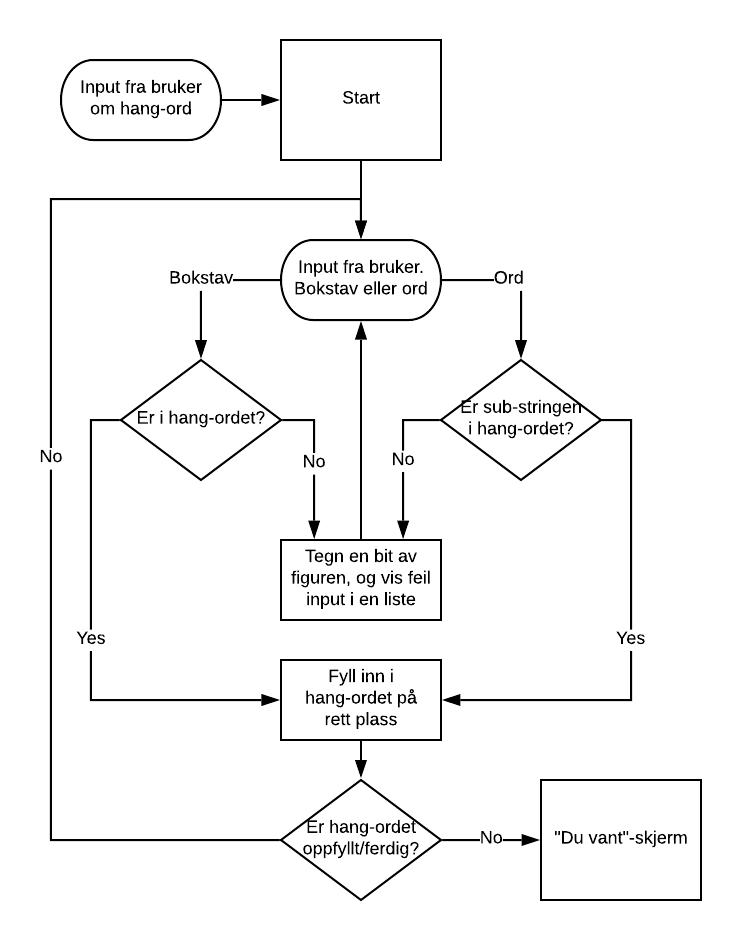 Input fra bruker
om hang-ord
Start
Input fra bruker.
Bokstav eller ord
Bokstav
Ord
Er i hang-ordet?
Er sub-stringen
i hang-ordet?
No
No
No
Tegn en bit av
figuren, og vis feil
input i en liste
Yes
Yes
Fyll inn i
hang-ordet på
rett plass
Er hang-ordet
oppfyllt/ferdig?
No
"Du vant"-skjerm